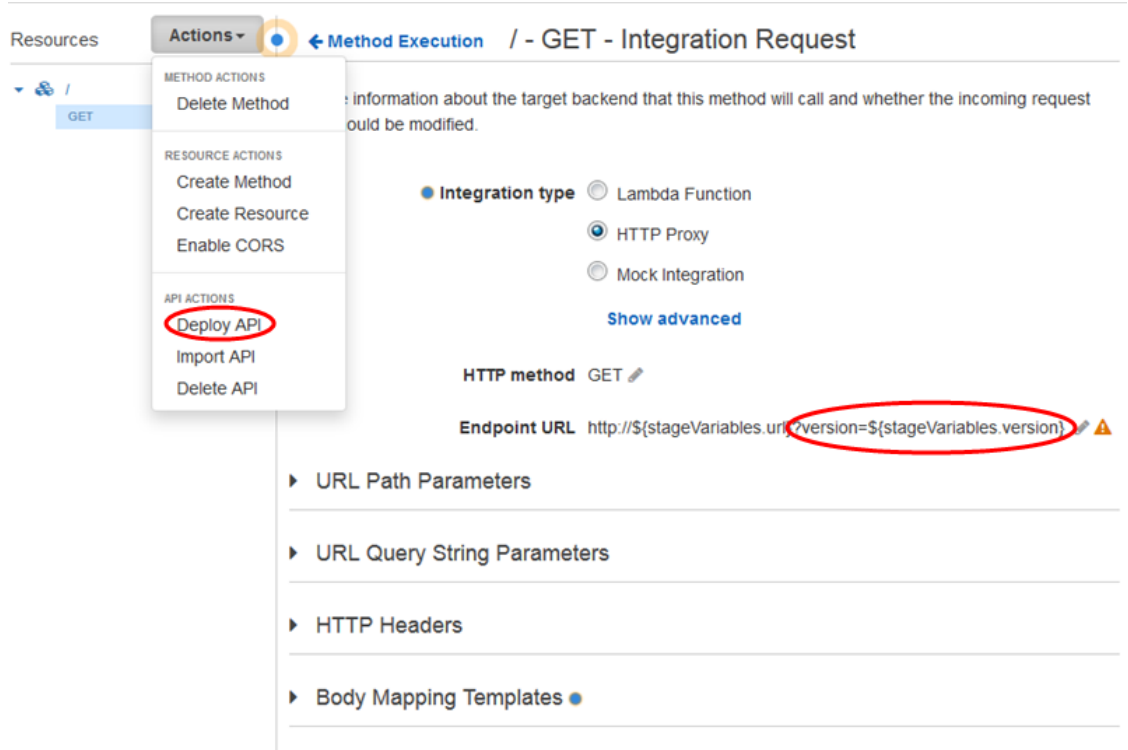 Resources
Actions
Method Execution / - GET - Integration Request
METHOD ACTIONS
Delete Method
/
GET
information about the target backend that this method will call and whether the incoming request
ould be modified.
RESOURCE ACTIONS
Create Method
Create Resource
Enable CORS
Integration type
Lambda Function
HTTP Proxy
Mock Integration
Show advanced
API ACTIONS
Deploy API
Import API
Delete API
HTTP method GET
Endpoint URL http://${stageVariables.url}?version=${stageVariables.version}
URL Path Parameters
URL Query String Parameters
HTTP Headers
Body Mapping Templates